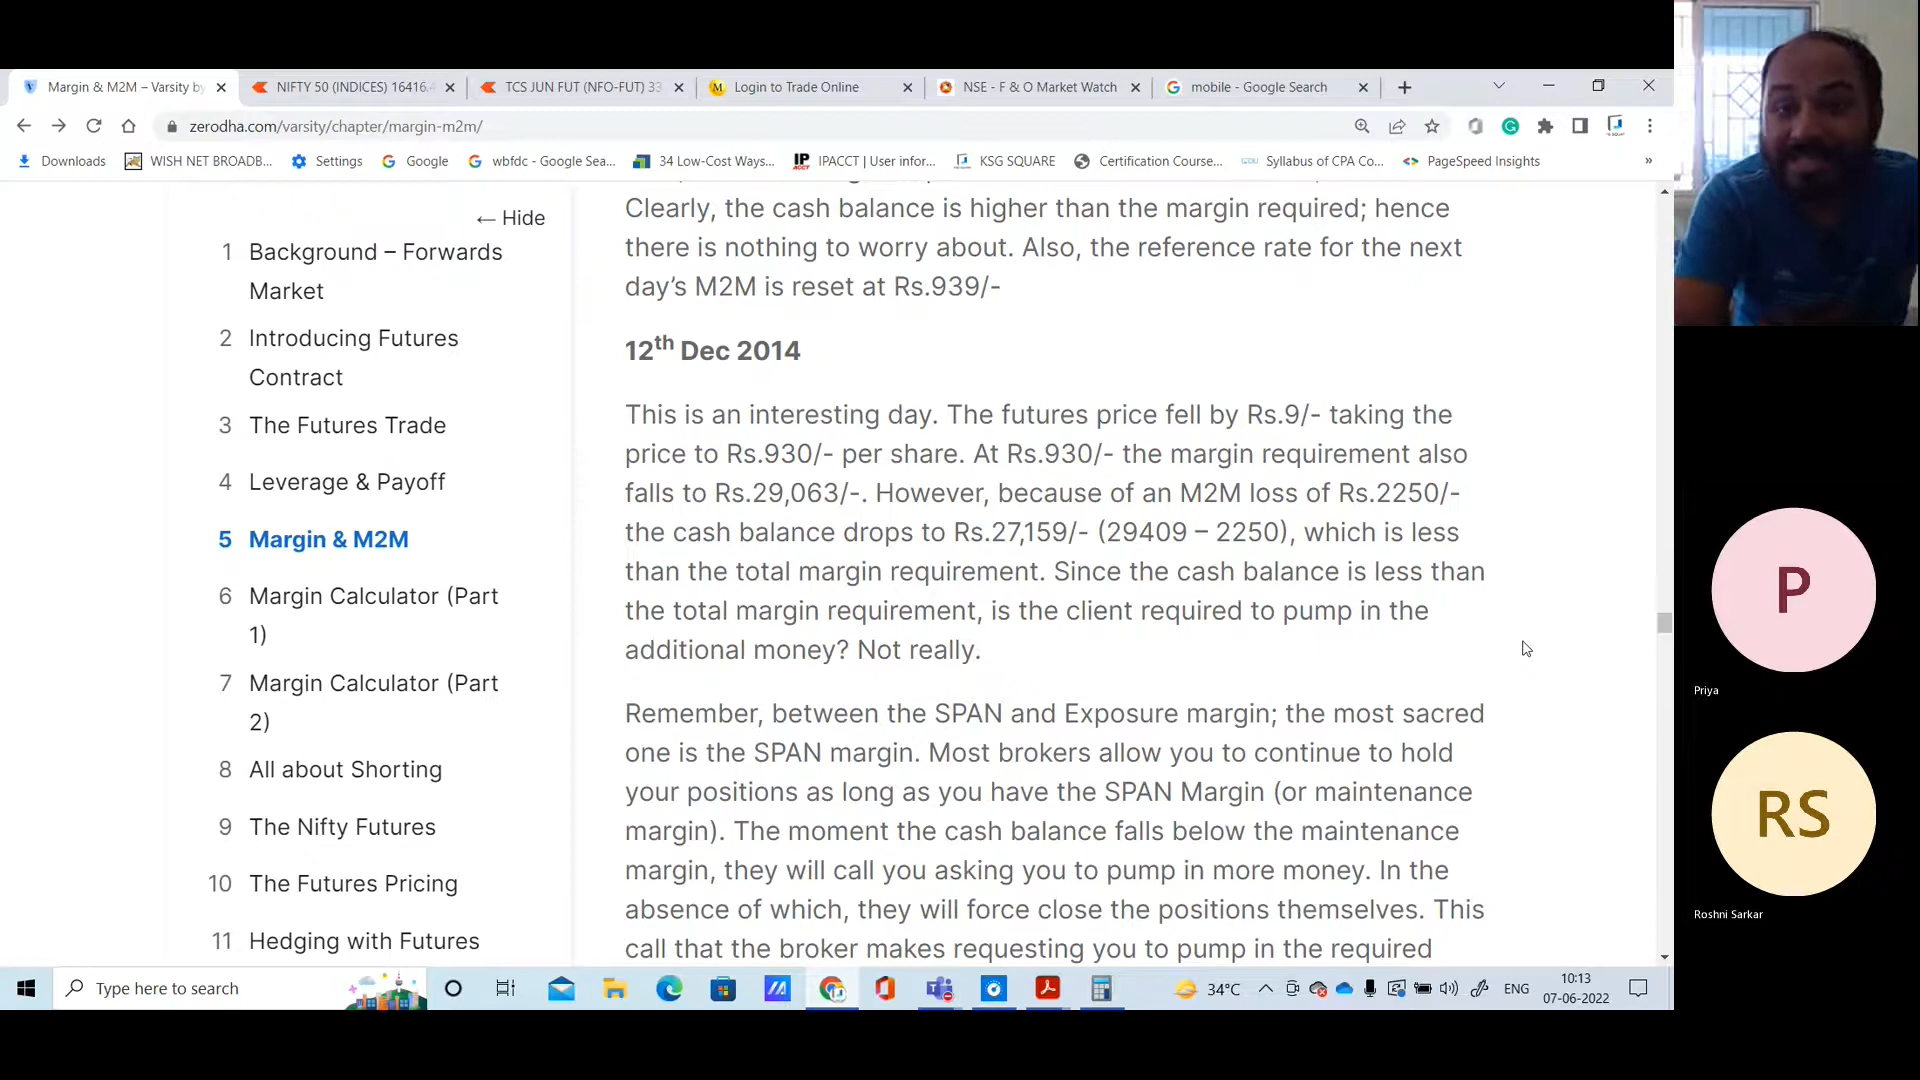 Margin & M2M – Varsity by
NIFTY 50 (INDICES) 16416.4
TCS JUN FUT (NFO-FUT) 33
Login to Trade Online
NSE - F & O Market Watch
mobile - Google Search
zerodha.com/varsity/chapter/margin-m2m/
Downloads
WISH NET BROADB...
Settings
Google
wbfdc - Google Sea...
34 Low-Cost Ways...
IPACCT | User infor...
KSG SQUARE
Certification Course...
Syllabus of CPA Co...
PageSpeed Insights
»
← Hide
1 Background – Forwards
Market
2 Introducing Futures
Contract
3 The Futures Trade
4 Leverage & Payoff
5 Margin & M2M
6 Margin Calculator (Part
1)
7 Margin Calculator (Part
2)
8 All about Shorting
9 The Nifty Futures
10 The Futures Pricing
11 Hedging with Futures
Clearly, the cash balance is higher than the margin required; hence
there is nothing to worry about. Also, the reference rate for the next
day’s M2M is reset at Rs.939/-
12th Dec 2014
This is an interesting day. The futures price fell by Rs.9/- taking the
price to Rs.930/- per share. At Rs.930/- the margin requirement also
falls to Rs.29,063/-. However, because of an M2M loss of Rs.2250/-
the cash balance drops to Rs.27,159/- (29409 – 2250), which is less
than the total margin requirement. Since the cash balance is less than
the total margin requirement, is the client required to pump in the
additional money? Not really.
Remember, between the SPAN and Exposure margin; the most sacred
one is the SPAN margin. Most brokers allow you to continue to hold
your positions as long as you have the SPAN Margin (or maintenance
margin). The moment the cash balance falls below the maintenance
margin, they will call you asking you to pump in more money. In the
absence of which, they will force close the positions themselves. This
call that the broker makes requesting you to pump in the required
P
Priya
RS
Roshni Sarkar
Type here to search
34°C
ENG
10:13
07-06-2022